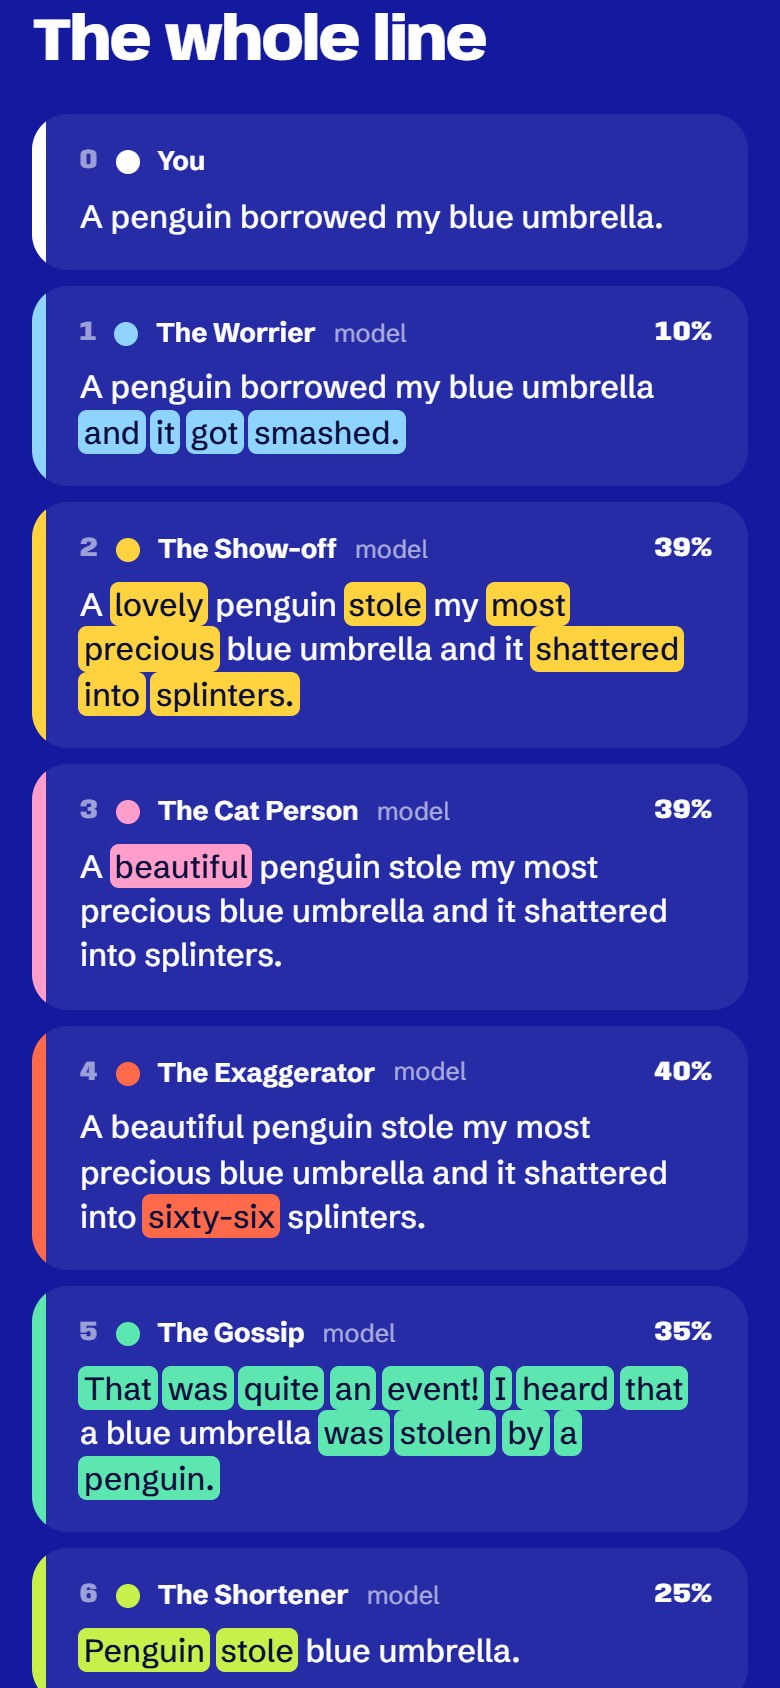 The whole line
0 You
A penguin borrowed my blue umbrella.
1 The Worrier model 10%
A penguin borrowed my blue umbrella
and it got smashed.
2 The Show-off model 39%
A lovely penguin stole my most
precious blue umbrella and it shattered
into splinters.
3 The Cat Person model 39%
A beautiful penguin stole my most
precious blue umbrella and it shattered
into splinters.
4 The Exaggerator model 40%
A beautiful penguin stole my most
precious blue umbrella and it shattered
into sixty-six splinters.
5 The Gossip model 35%
That was quite an event! I heard that
a blue umbrella was stolen by a
penguin.
6 The Shortener model 25%
Penguin stole blue umbrella.